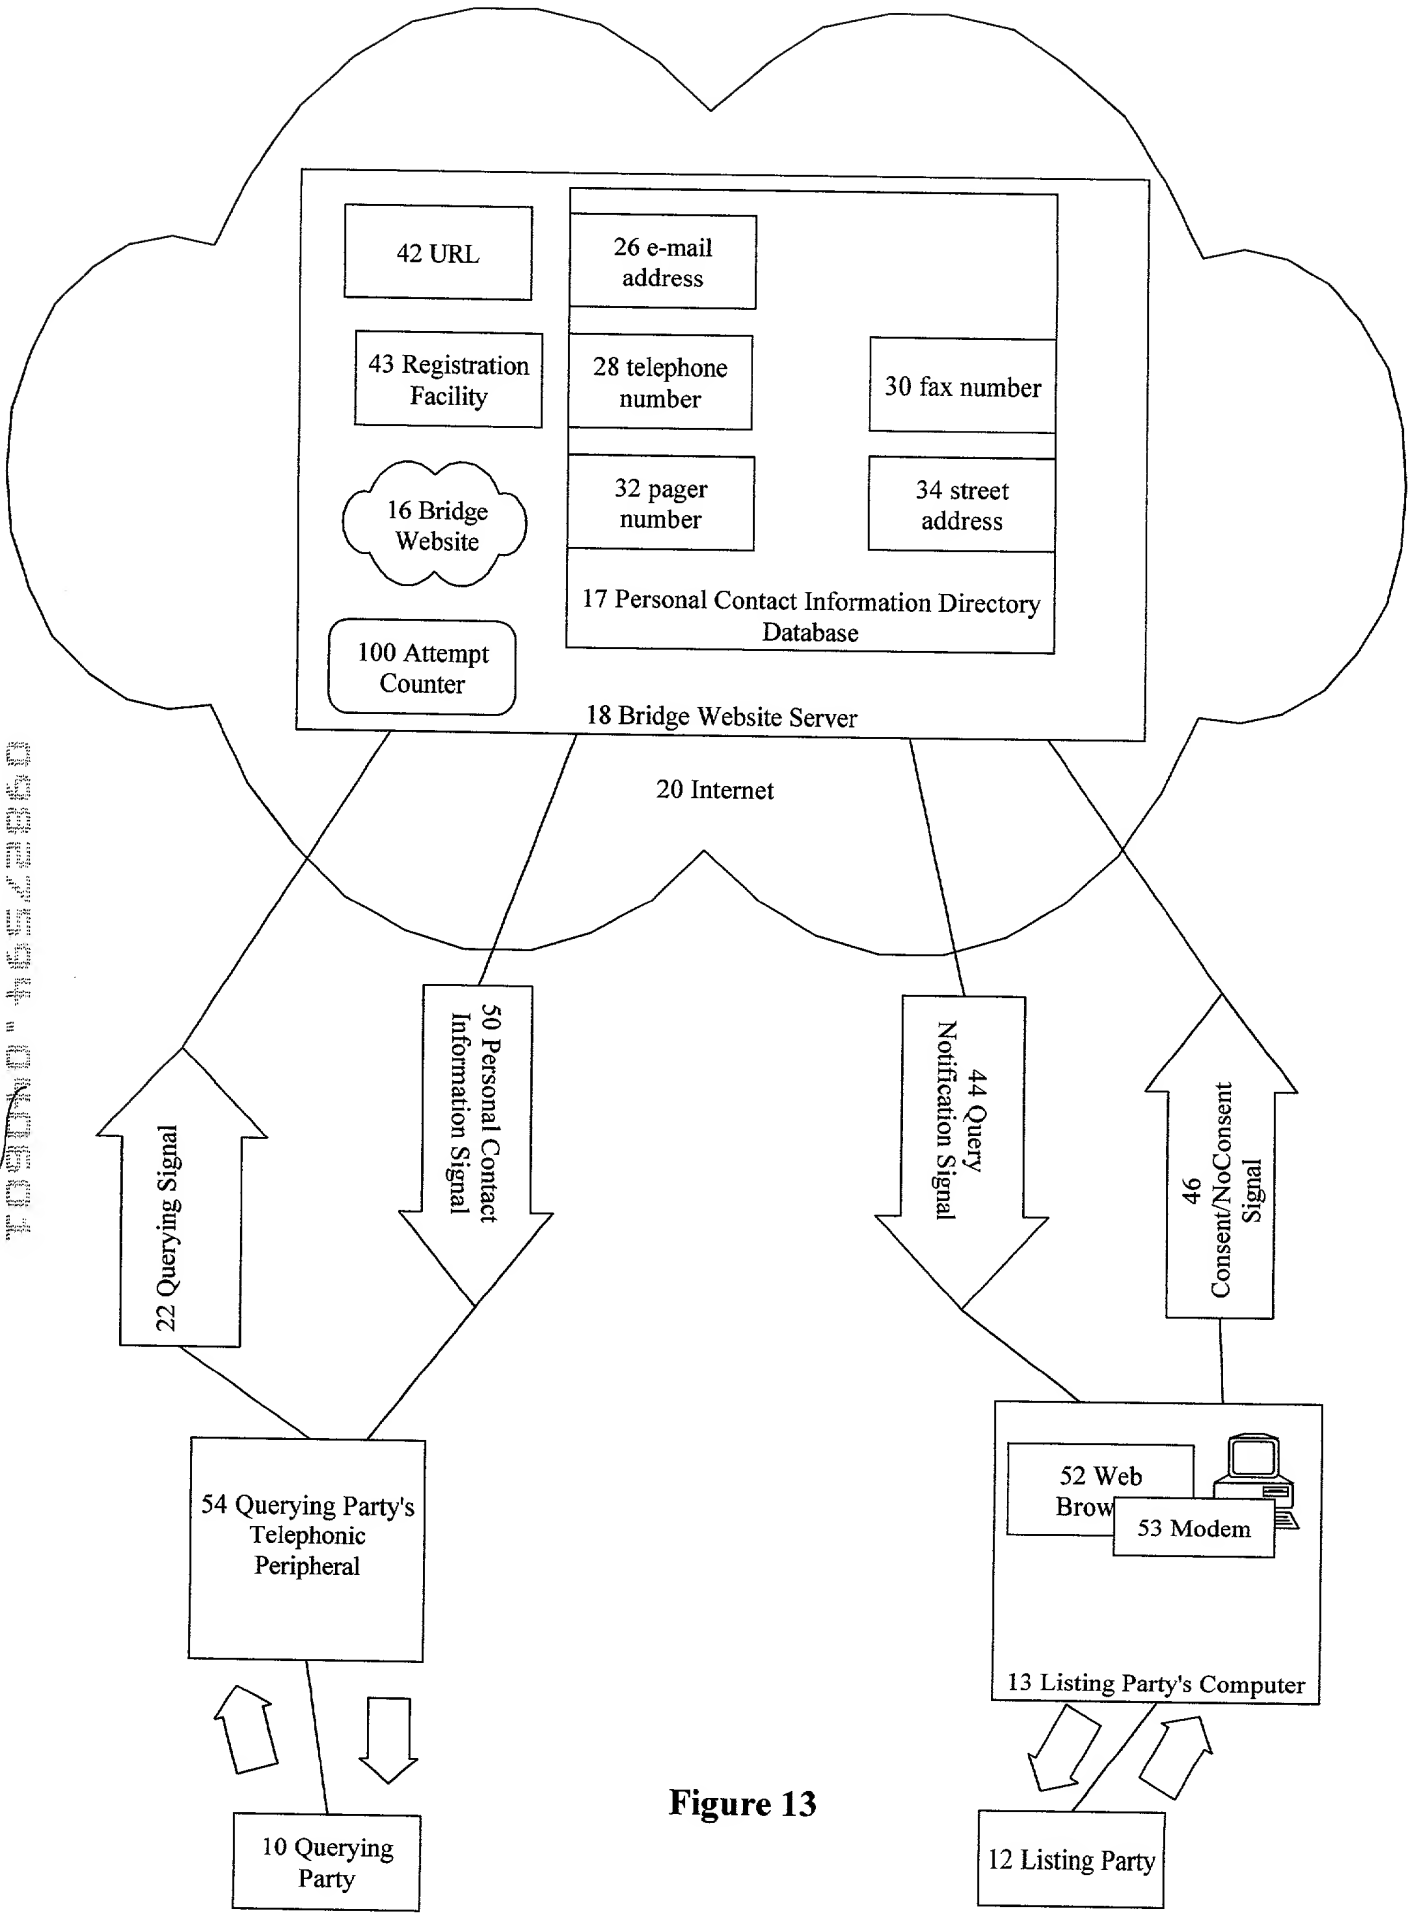 42 URL
26 e-mail
address
43 Registration
Facility
28 telephone
number
30 fax number
16 Bridge
Website
32 pager
number
34 street
address
17 Personal Contact Information Directory
Database
100 Attempt
Counter
18 Bridge Website Server
20 Internet
22 Querying Signal
50 Personal Contact
Information Signal
44 Query
Notification Signal
46
Consent/NoConsent
Signal
54 Querying Party's
Telephonic
Peripheral
52 Web
Brow
53 Modem
13 Listing Party's Computer
10 Querying
Party
12 Listing Party
Figure 13